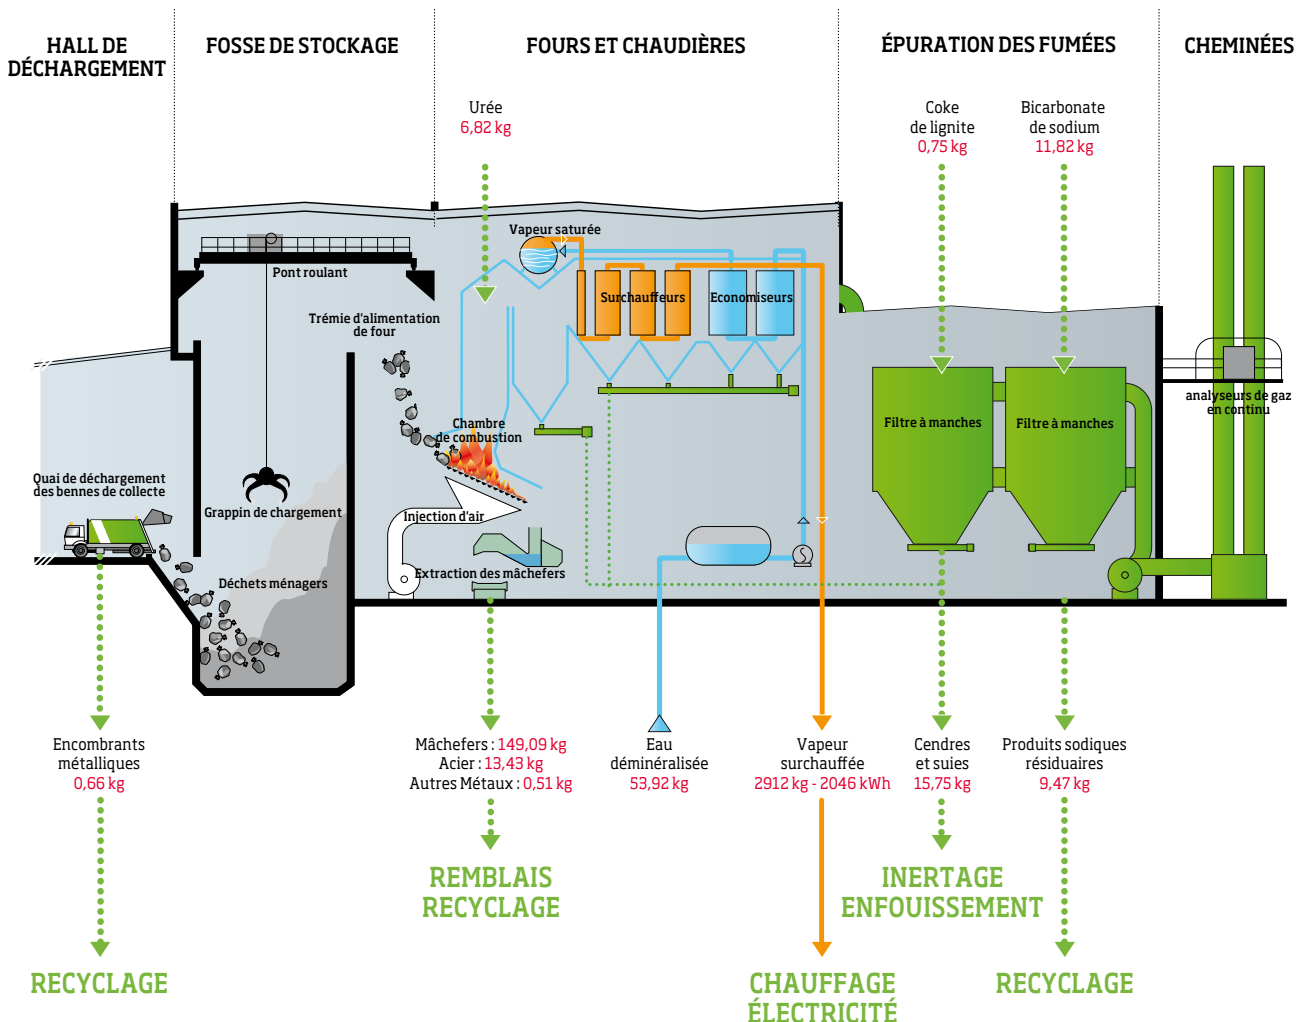 HALL DE
DÉCHARGEMENT
FOSSE DE STOCKAGE
FOURS ET CHAUDIÈRES
ÉPURATION DES FUMÉES
CHEMINÉES
Urée
6,82 kg
Coke
de lignite
0,75 kg
Bicarbonate
de sodium
11,82 kg
Vapeur saturée
Pont roulant
Surchauffeurs
Economiseurs
Trémie d'alimentation
de four
analyseurs de gaz
en continu
Chambre
de combustion
Filtre à manches
Filtre à manches
Quai de déchargement
des bennes de collecte
Grappin de chargement
Injection d'air
Extraction des mâchefers
Déchets ménagers
Encombrants
métalliques
0,66 kg
Mâchefers : 149,09 kg
Acier : 13,43 kg
Autres Métaux : 0,51 kg
Eau
déminéralisée
53,92 kg
Vapeur
surchauffée
2912 kg - 2046 kWh
Cendres
et suies
15,75 kg
Produits sodiques
résiduaires
9,47 kg
REMBLAIS
RECYCLAGE
INERTAGE
ENFOUISSEMENT
RECYCLAGE
CHAUFFAGE
ÉLECTRICITÉ
RECYCLAGE